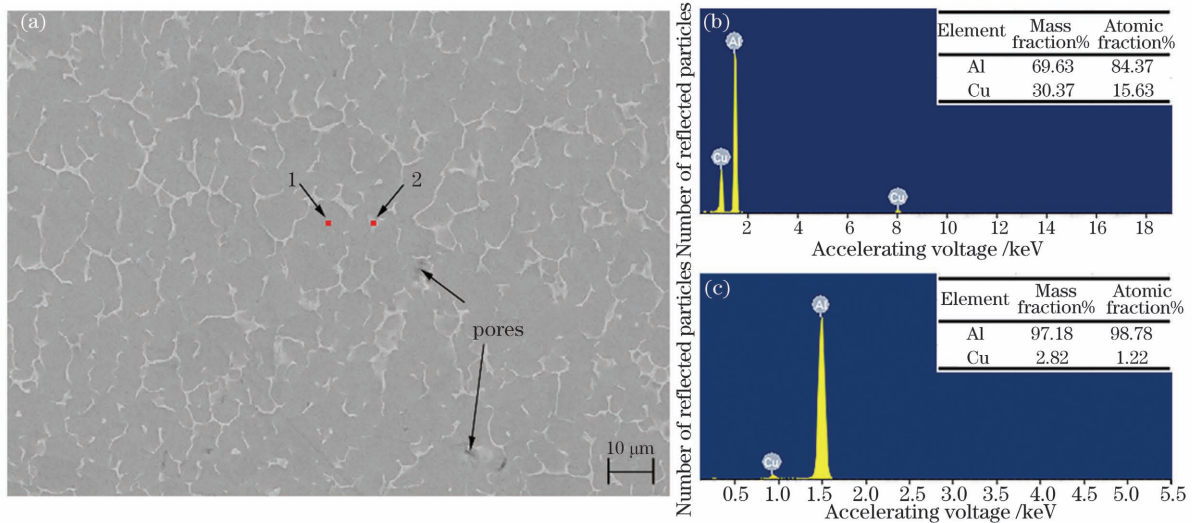 (a)
1
2
pores
10 µm
(b)
Number of reflected particles
Al
Cu
Cu
Element Mass fraction% Atomic fraction%
Al 69.63 84.37
Cu 30.37 15.63
2 4 6 8 10 12 14 16 18
Accelerating voltage /keV
(c)
Number of reflected particles
Al
Cu
Element Mass fraction% Atomic fraction%
Al 97.18 98.78
Cu 2.82 1.22
0.5 1.0 1.5 2.0 2.5 3.0 3.5 4.0 4.5 5.0 5.5
Accelerating voltage /keV